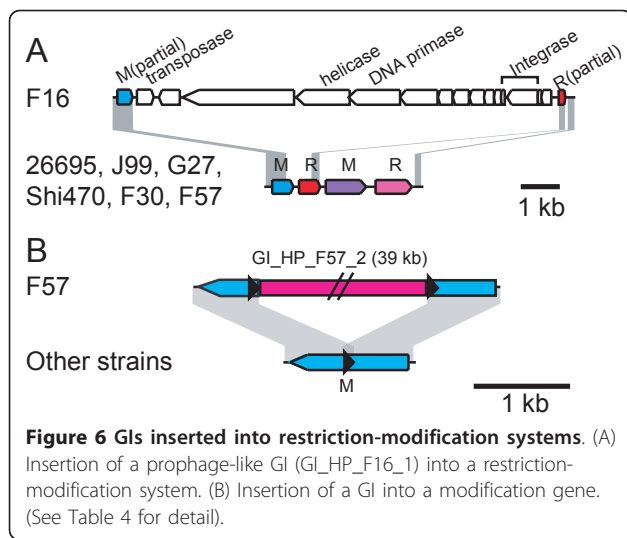 A
M(partial)
transposase
helicase
DNA primase
Integrase
R(partial)
F16
26695, J99, G27,
Shi470, F30, F57
M R M R
1 kb
B
GI_HP_F57_2 (39 kb)
F57
Other strains
M
1 kb
Figure 6 GIs inserted into restriction-modification systems. (A)
Insertion of a prophage-like GI (GI_HP_F16_1) into a restriction-
modification system. (B) Insertion of a GI into a modification gene.
(See Table 4 for detail).